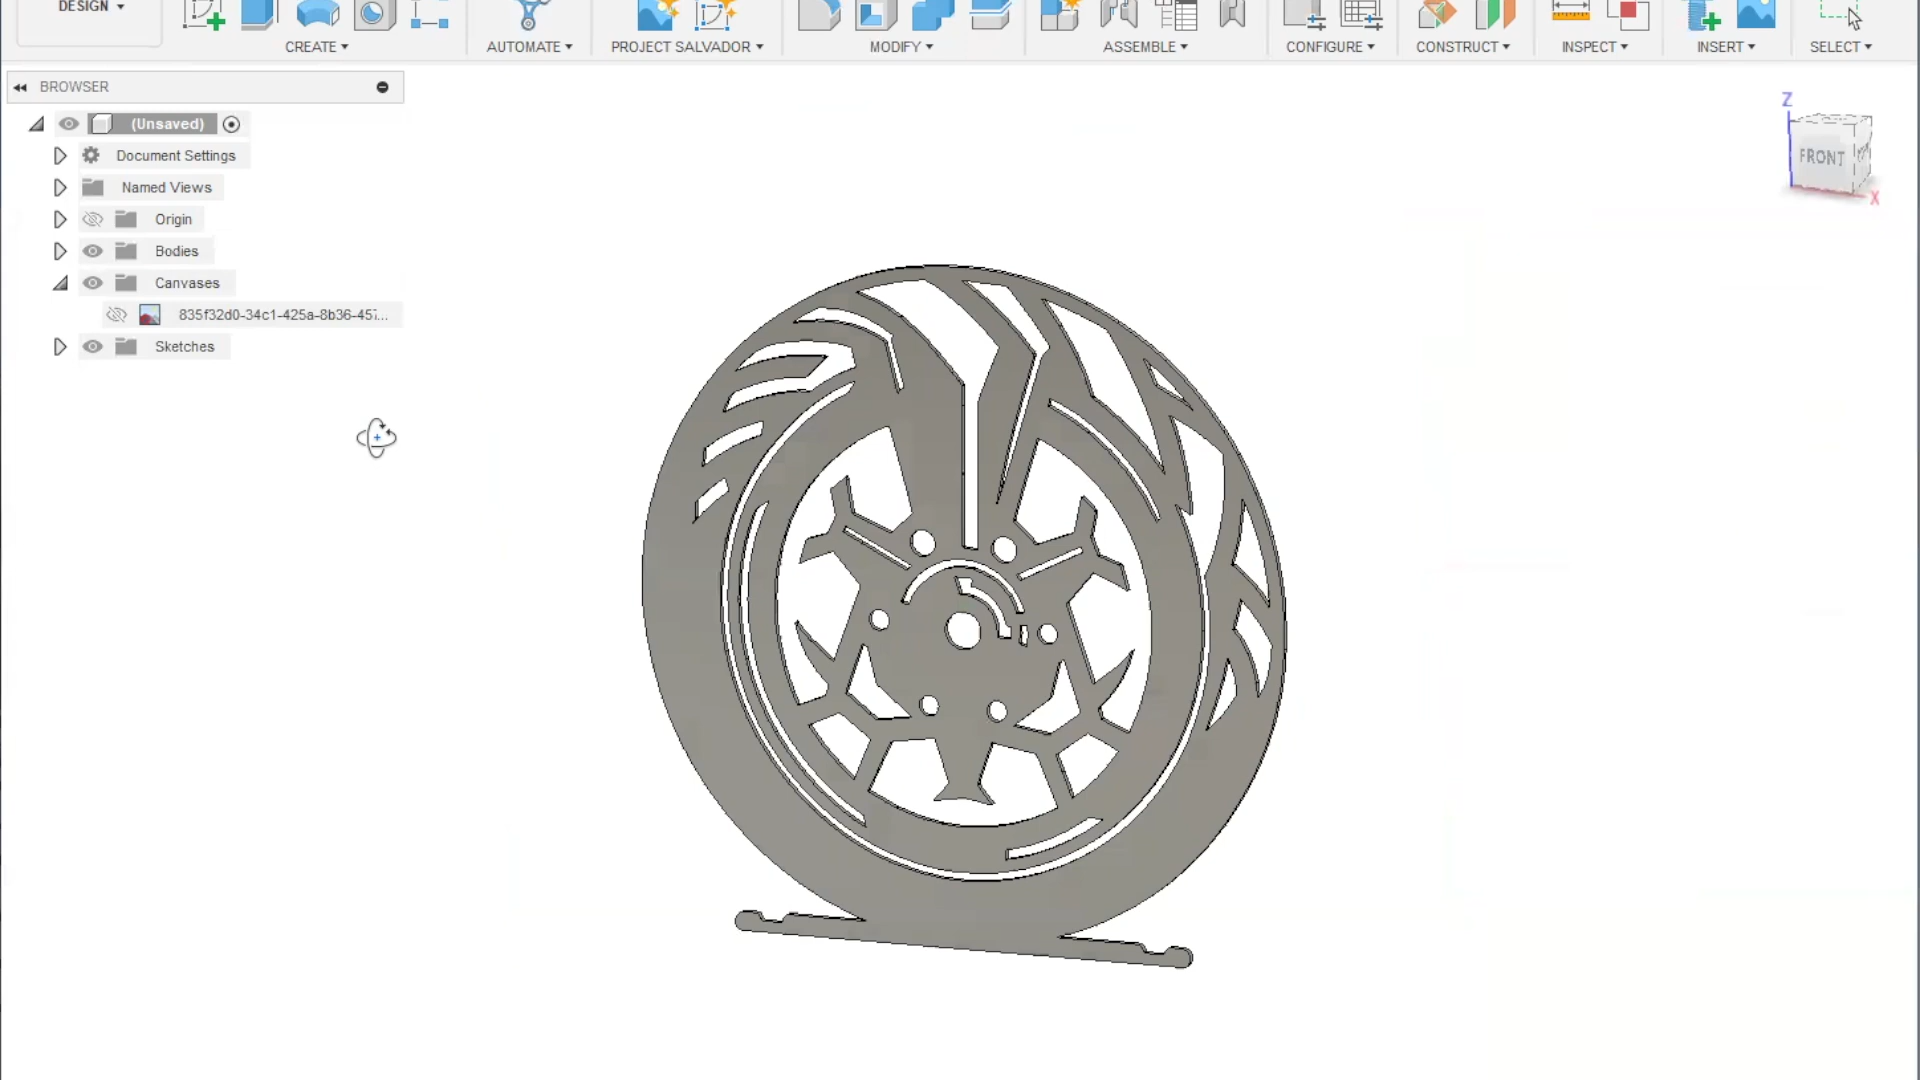 DESIGN
CREATE
AUTOMATE
PROJECT SALVADOR
MODIFY
ASSEMBLE
CONFIGURE
CONSTRUCT
INSPECT
INSERT
SELECT
BROWSER
(Unsaved)
Document Settings
Named Views
Origin
Bodies
Canvases
835f32d0-34c1-425a-8b36-457...
Sketches
Z
FRONT
X